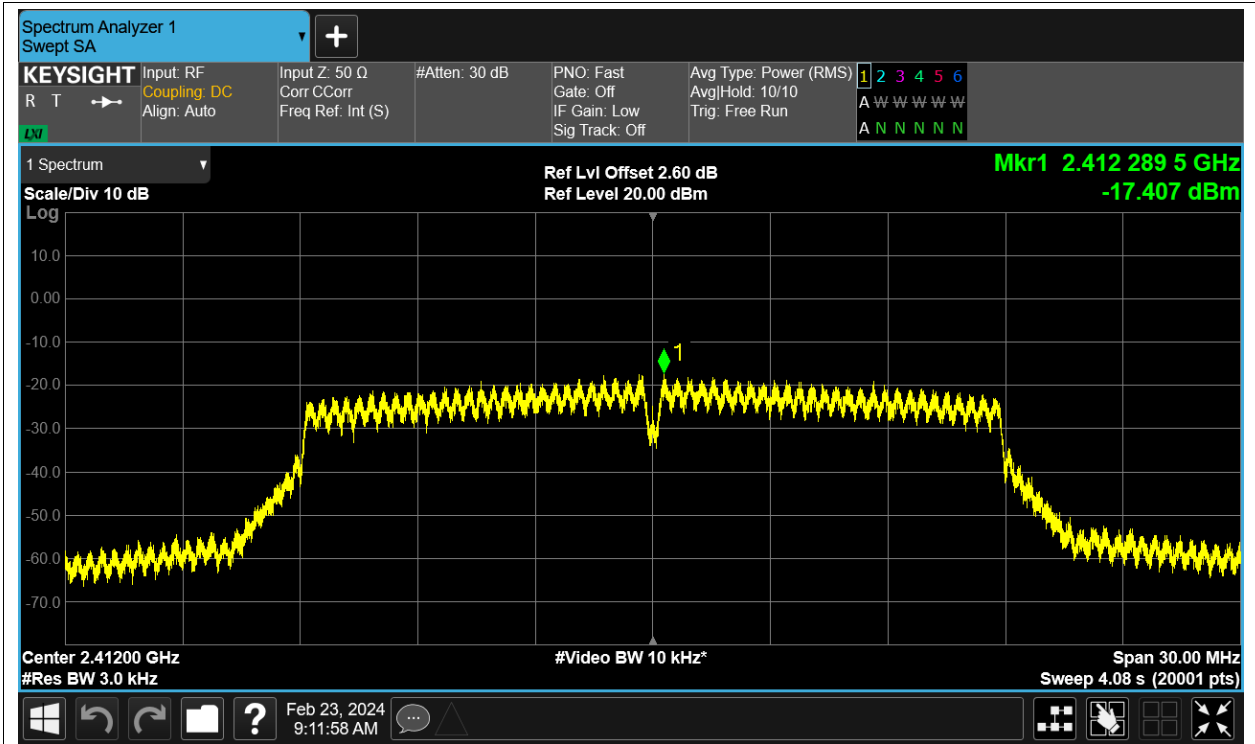 Spectrum Analyzer 1
Swept SA
+
KEYSIGHT
R T
LXI
Input: RF
Coupling: DC
Align: Auto
Input Z: 50 Ω
Corr CCorr
Freq Ref: Int (S)
#Atten: 30 dB
PNO: Fast
Gate: Off
IF Gain: Low
Sig Track: Off
Avg Type: Power (RMS)
Avg|Hold: 10/10
Trig: Free Run
1 2 3 4 5 6
A W W W W W
A N N N N N
1 Spectrum
Scale/Div 10 dB
Ref Lvl Offset 2.60 dB
Ref Level 20.00 dBm
Mkr1 2.412 289 5 GHz
-17.407 dBm
Log
10.0
0.00
-10.0
-20.0
-30.0
-40.0
-50.0
-60.0
-70.0
1
Center 2.41200 GHz
#Res BW 3.0 kHz
#Video BW 10 kHz*
Span 30.00 MHz
Sweep 4.08 s (20001 pts)
?
Feb 23, 2024
9:11:58 AM